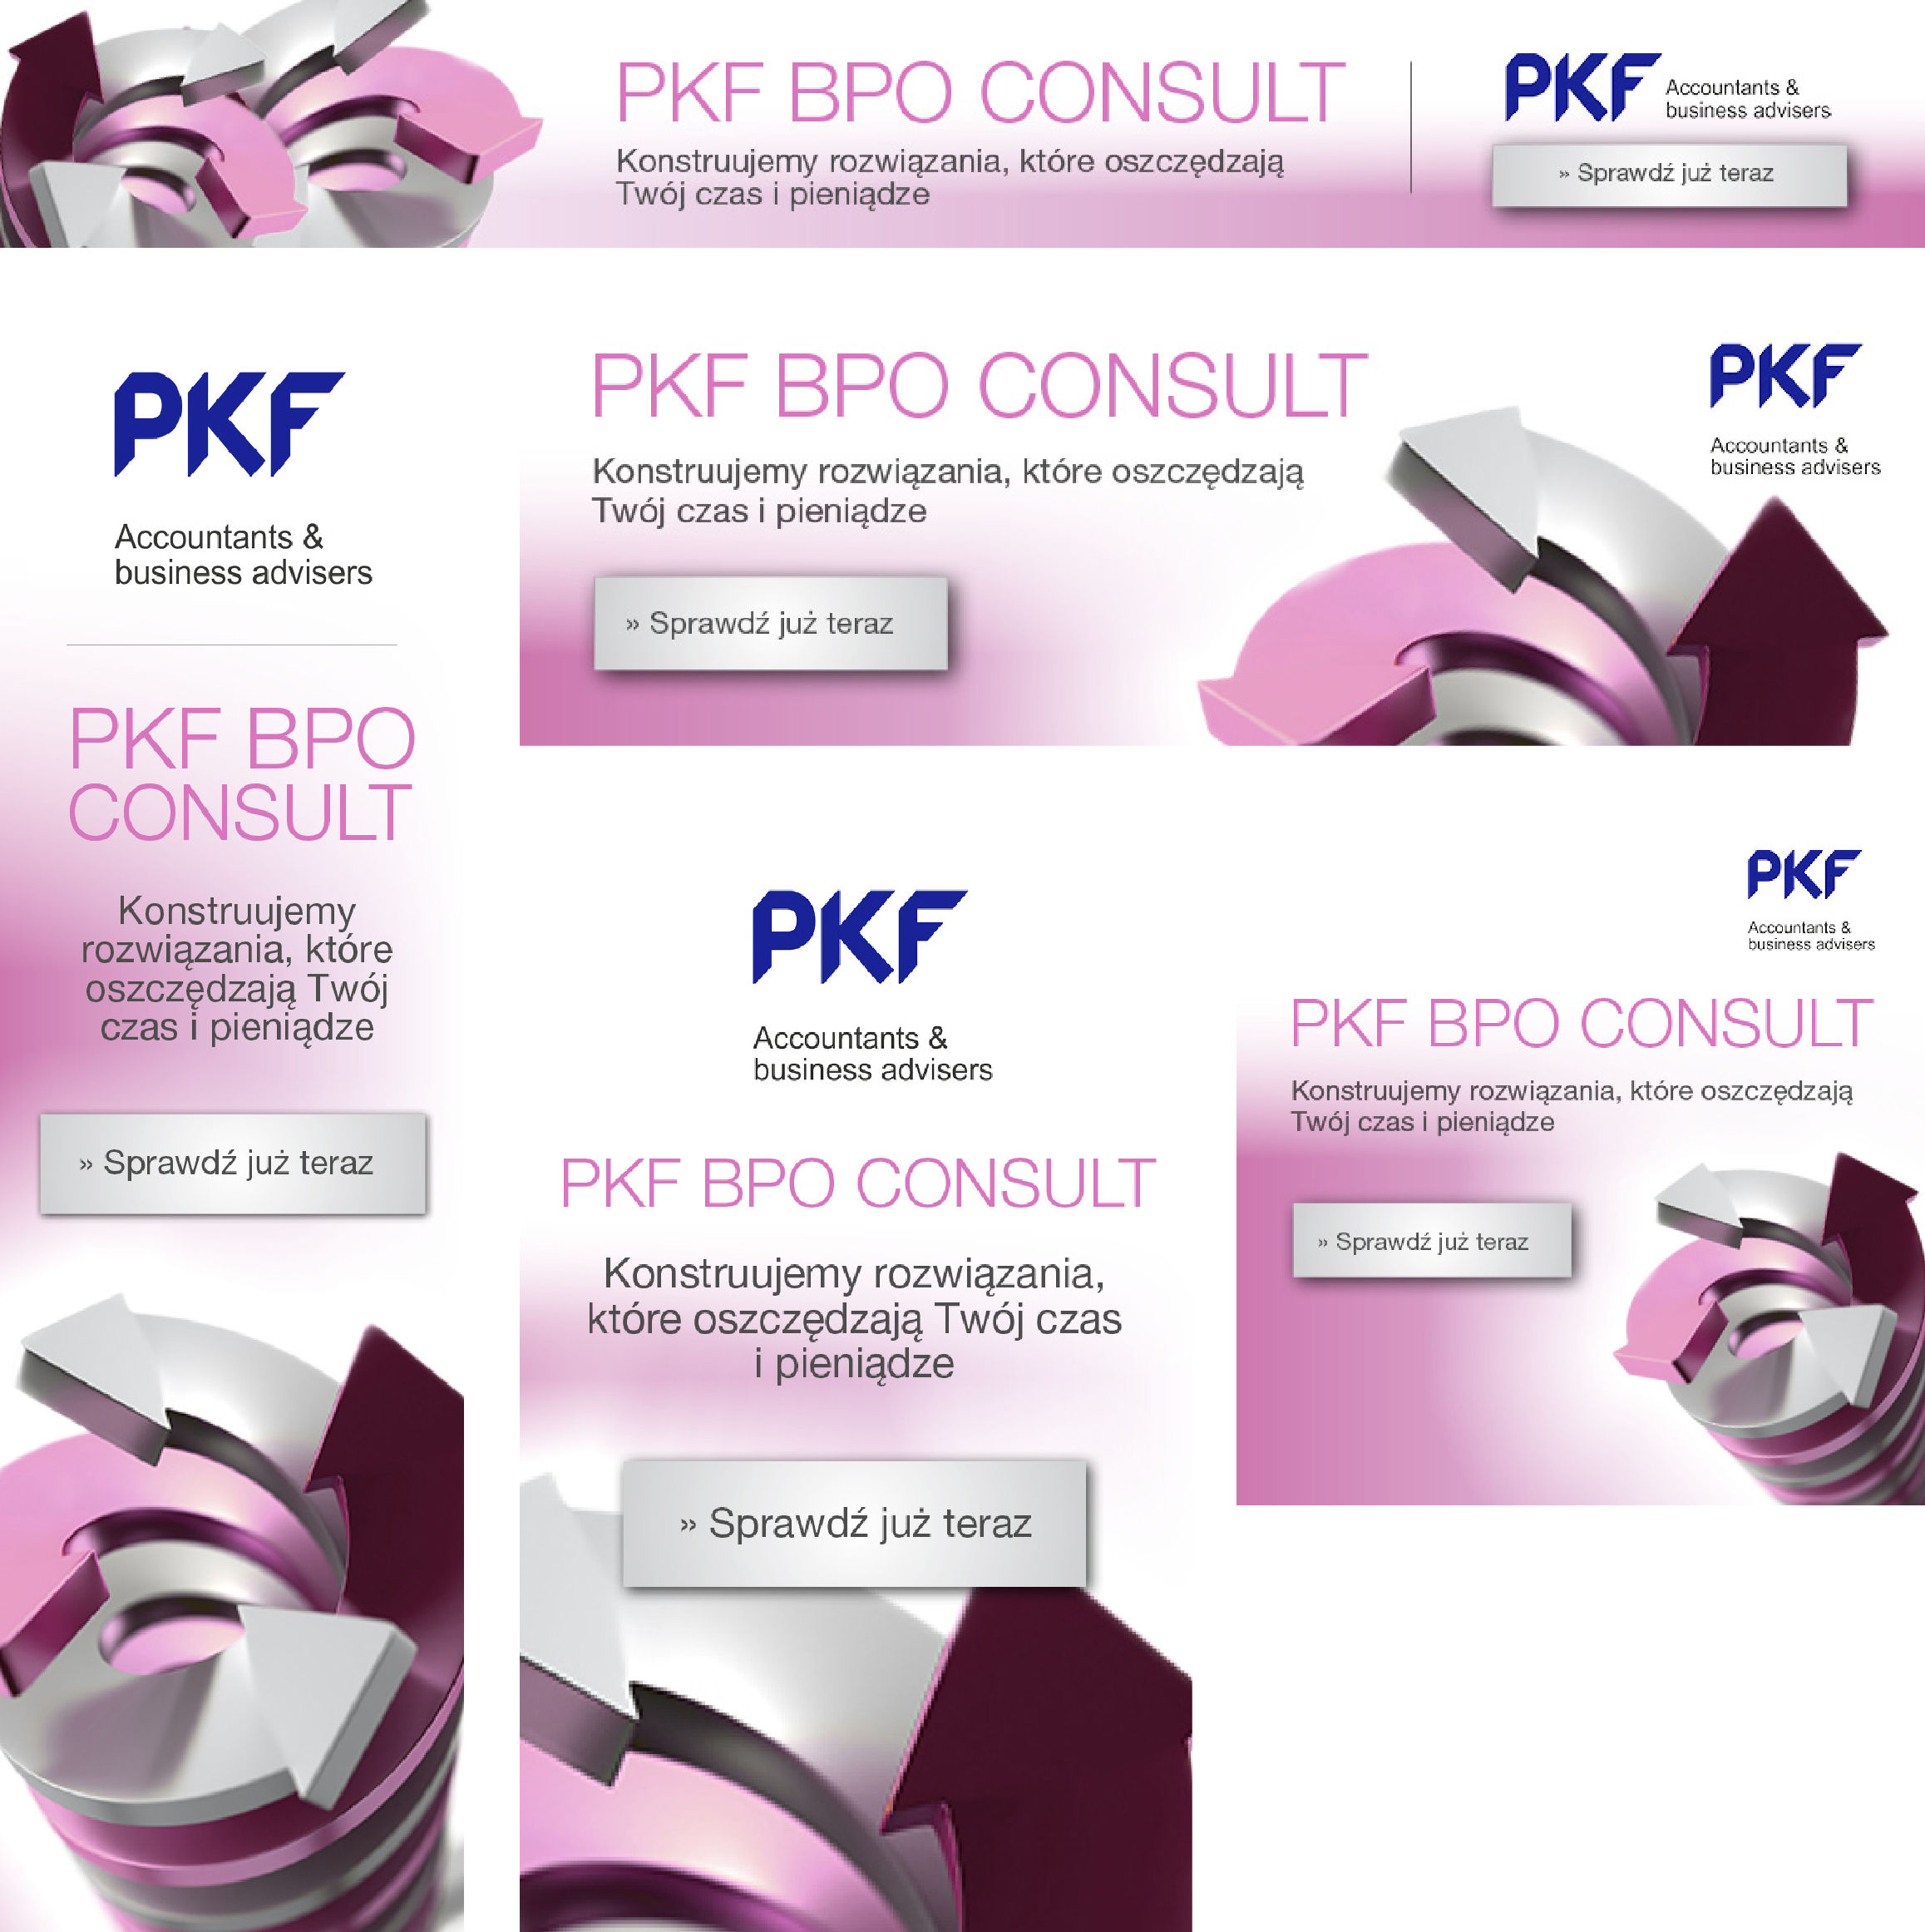 PKF BPO CONSULT
Konstruujemy rozwiązania, które oszczędzają
Twój czas i pieniądze
PKF
Accountants &
business advisers
» Sprawdź już teraz
PKF
Accountants &
business advisers
PKF BPO
CONSULT
Konstruujemy
rozwiązania, które
oszczędzają Twój
czas i pieniądze
» Sprawdź już teraz
PKF BPO CONSULT
Konstruujemy rozwiązania, które oszczędzają
Twój czas i pieniądze
» Sprawdź już teraz
PKF
Accountants &
business advisers
PKF
Accountants &
business advisers
PKF BPO CONSULT
Konstruujemy rozwiązania,
które oszczędzają Twój czas
i pieniądze
» Sprawdź już teraz
PKF
Accountants &
business advisers
PKF BPO CONSULT
Konstruujemy rozwiązania, które oszczędzają
Twój czas i pieniądze
» Sprawdź już teraz